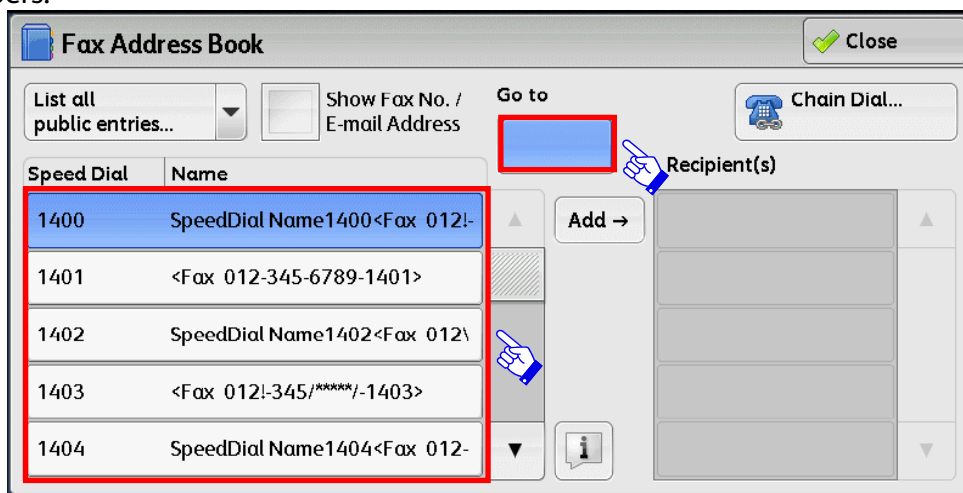 Fax Address Book
Close
List all
public entries...
Show Fax No. /
E-mail Address
Go to
Chain Dial...
Speed Dial Name
Recipient(s)
1400 SpeedDial Name1400<Fax 012!-
Add →
1401 <Fax 012-345-6789-1401>
1402 SpeedDial Name1402<Fax 012\
1403 <Fax 012!-345/*****/-1403>
1404 SpeedDial Name1404<Fax 012-
i